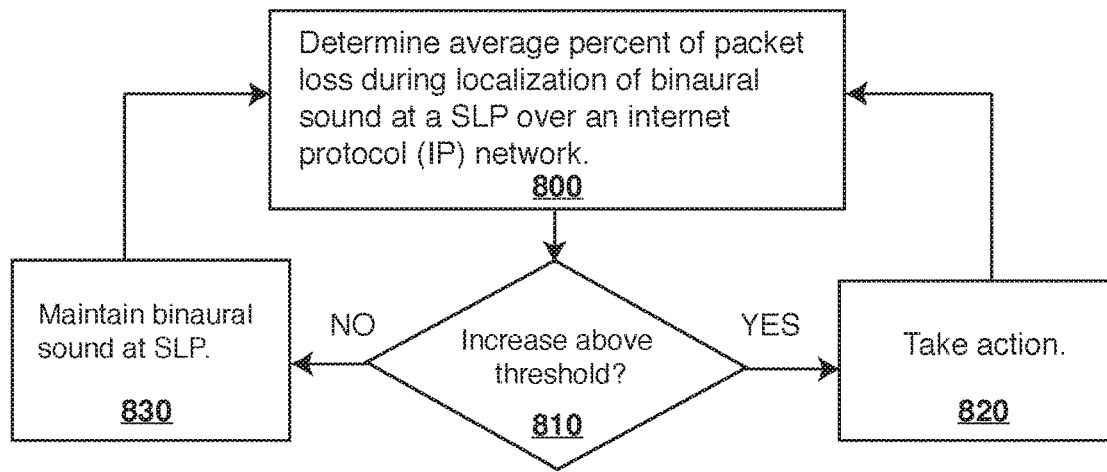 Determine average percent of packet
loss during localization of binaural
sound at a SLP over an internet
protocol (IP) network.
800
Maintain binaural
sound at SLP.
830
NO
Increase above
threshold?
810
YES
Take action.
820